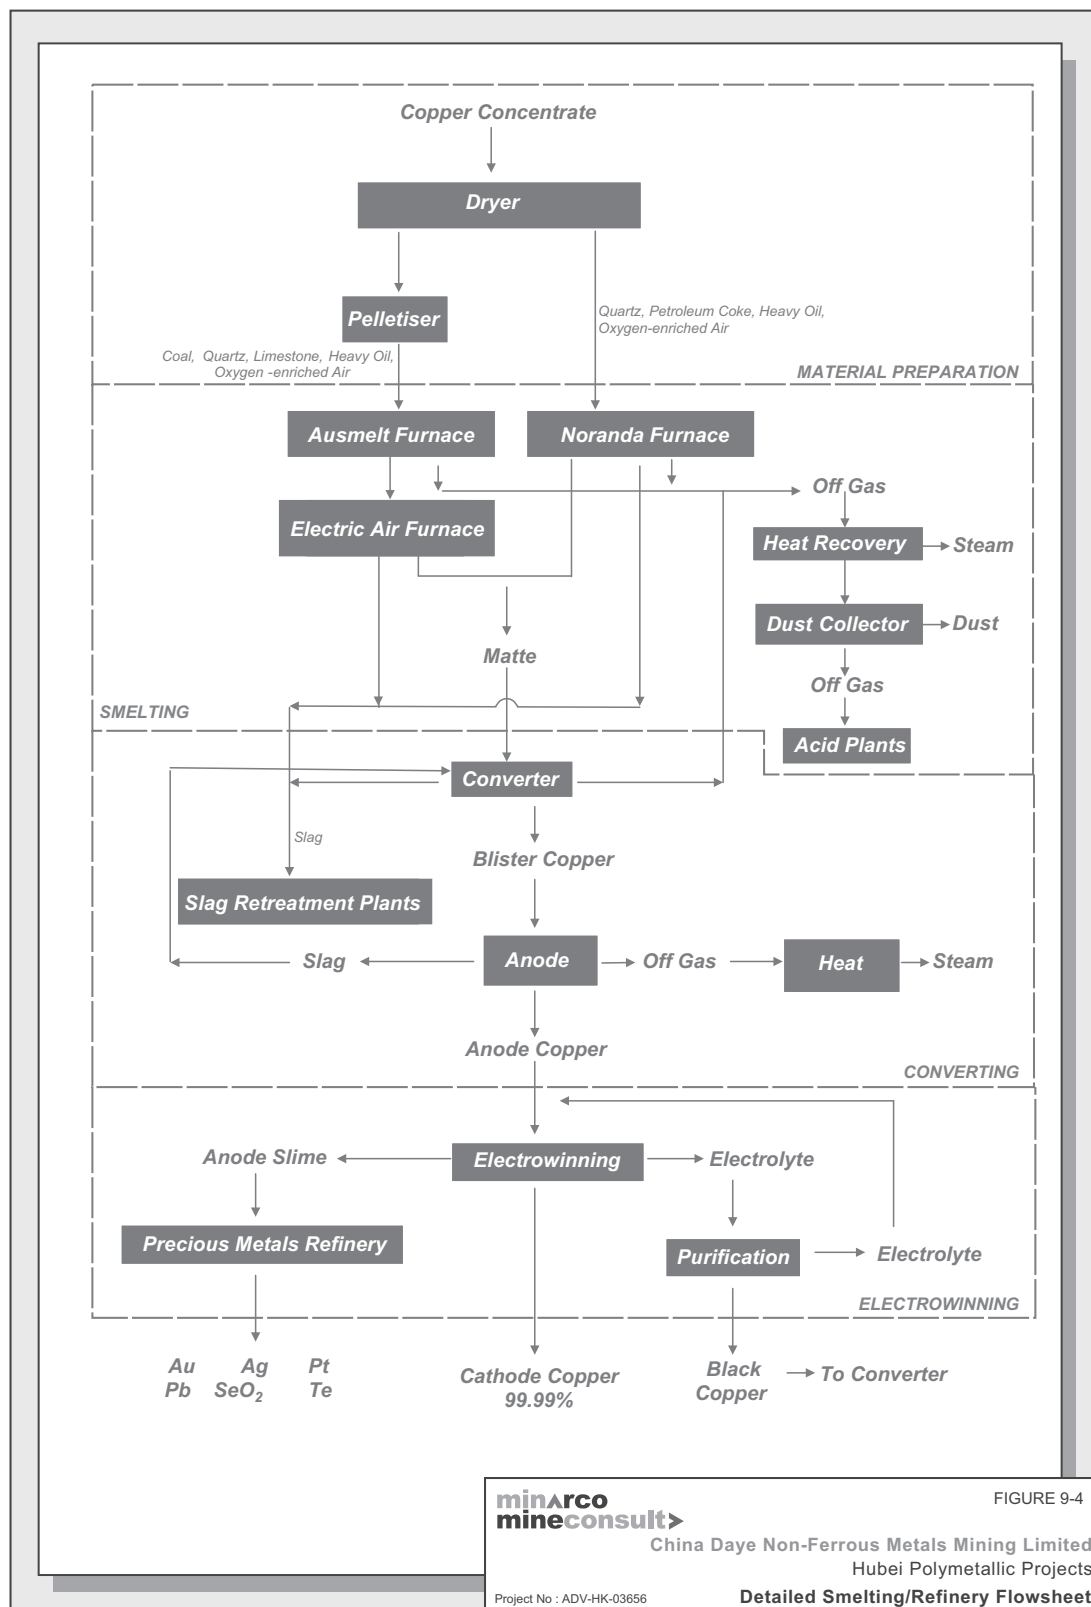 Copper Concentrate
Dryer
Pelletiser
Quartz, Petroleum Coke, Heavy Oil,
Oxygen-enriched Air
Coal, Quartz, Limestone, Heavy Oil,
Oxygen -enriched Air
MATERIAL PREPARATION
Ausmelt Furnace
Noranda Furnace
Off Gas
Electric Air Furnace
Heat Recovery
Steam
Dust Collector
Dust
Matte
Off Gas
SMELTING
Acid Plants
Converter
Slag
Blister Copper
Slag Retreatment Plants
Slag
Anode
Off Gas
Heat
Steam
Anode Copper
CONVERTING
Anode Slime
Electrowinning
Electrolyte
Precious Metals Refinery
Purification
Electrolyte
ELECTROWINNING
Au Ag Pt
Pb SeO2 Te
Cathode Copper
99.99%
Black
Copper
To Converter
minarco
mineconsult
FIGURE 9-4
China Daye Non-Ferrous Metals Mining Limited
Hubei Polymetallic Projects
Project No : ADV-HK-03656
Detailed Smelting/Refinery Flowsheet